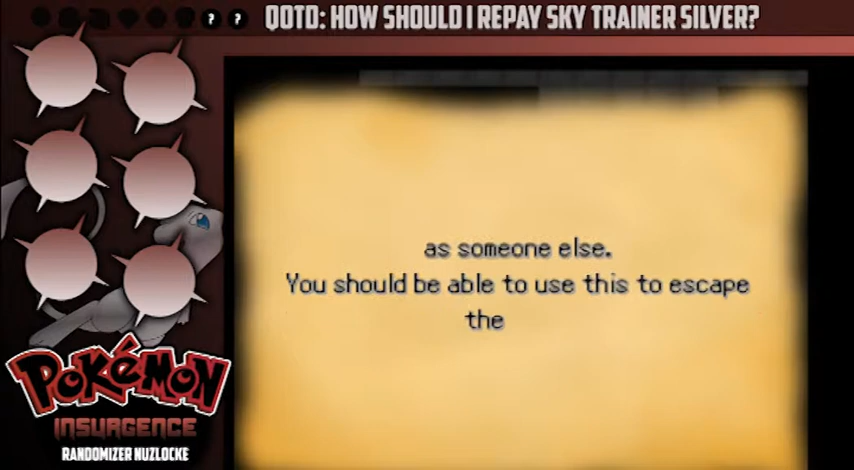 ? ?
QOTD: HOW SHOULD I REPAY SKY TRAINER SILVER?
as someone else.
You should be able to use this to escape
the
POKéMON
INSURGENCE
RANDOMIZER NUZLOCKE